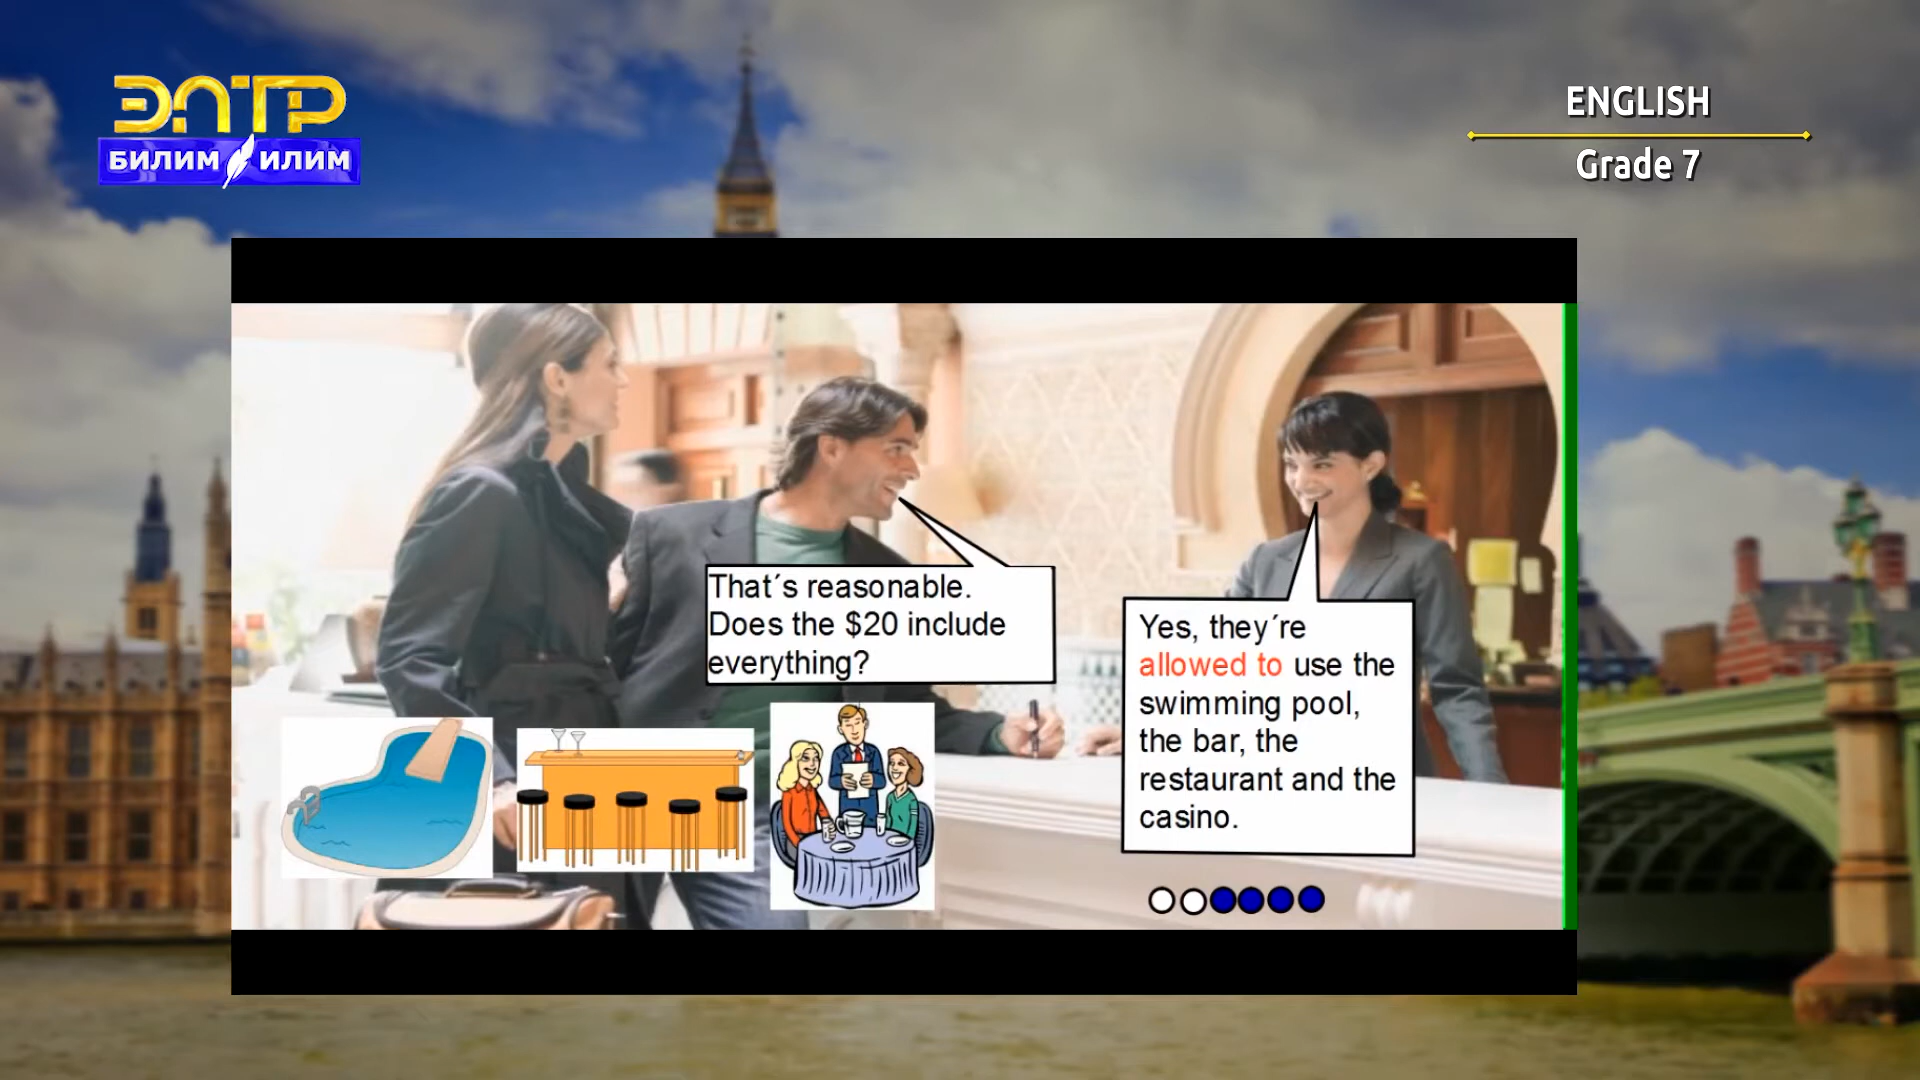 ЭЛТР
БИЛИМ ИЛИМ
ENGLISH
Grade 7
That´s reasonable.
Does the $20 include
everything?
Yes, they´re
allowed to use the
swimming pool,
the bar, the
restaurant and the
casino.